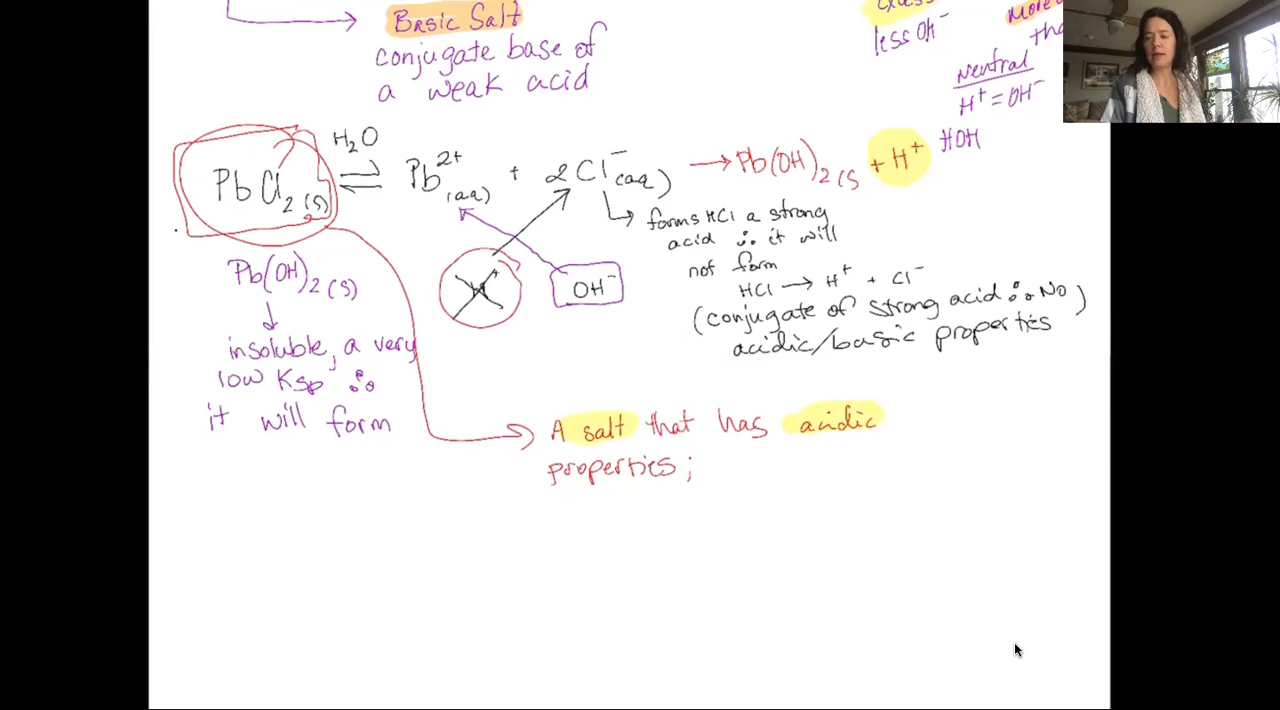 Basic Salt
conjugate base of
a weak acid
less OH⁻
Neutral
H⁺ = OH⁻
HOH
H₂O
PbCl₂(s) ⇌ Pb²⁺(aq) + 2Cl⁻(aq) → Pb(OH)₂(s + H⁺
forms HCl a strong
acid ∴ it will
not form
HCl → H⁺ + Cl⁻
(conjugate of strong acid ∴ No)
acidic/basic properties
OH⁻
Pb(OH)₂(s)
↓
insoluble, a very
low Ksp ∴
it will form
A salt that has acidic
properties;